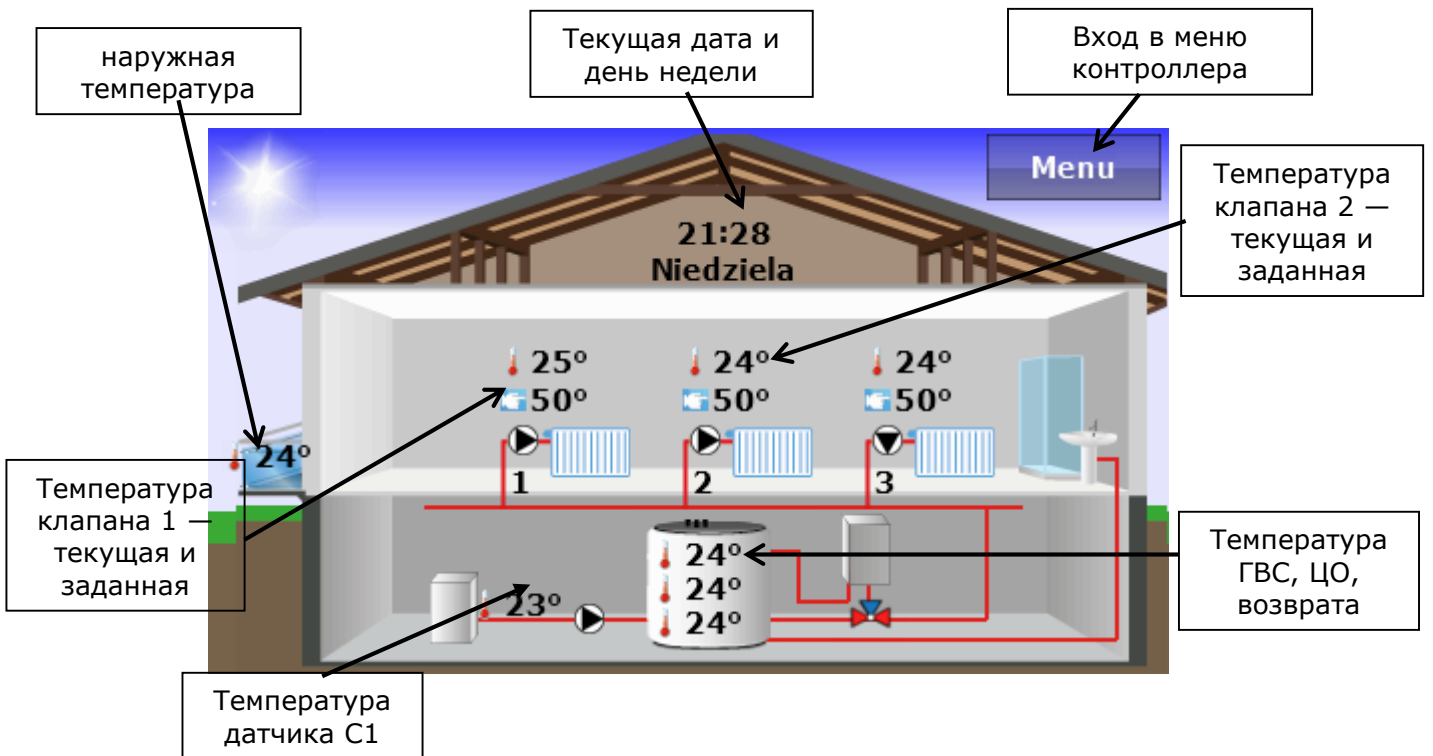 наружная
температура
Текущая дата и
день недели
Вход в меню
контроллера
Menu
Температура
клапана 2 —
текущая и
заданная
21:28
Niedziela
25°
24°
24°
50°
50°
50°
24°
1
2
3
Температура
клапана 1 —
текущая и
заданная
24°
24°
24°
23°
Температура
ГВС, ЦО,
возврата
Температура
датчика С1